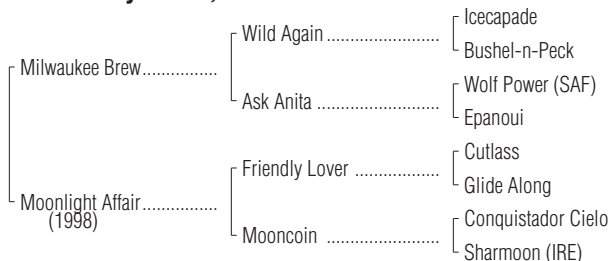 Icecapade
Wild Again ........................
Bushel-n-Peck
Milwaukee Brew................
Wolf Power (SAF)
Ask Anita ..........................
Epanoui
Cutlass
Friendly Lover ..................
Glide Along
Moonlight Affair................
(1998)
Conquistador Cielo
Mooncoin ..........................
Sharmoon (IRE)